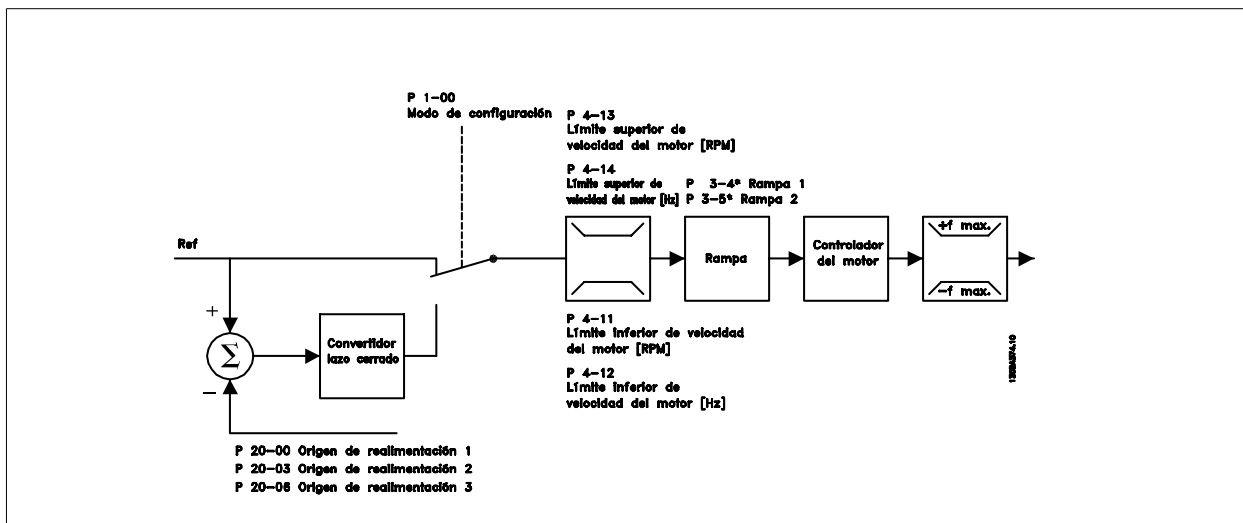 P 1-00
Modo de configuración
P 4-13
Límite superior de
velocidad del motor [RPM]
P 4-14
Límite superior de
velocidad del motor [Hz]
P 3-4* Rampa 1
P 3-5* Rampa 2
Ref
+
Σ
−
Convertidor
lazo cerrado
Rampa
Controlador
del motor
+f max.
−f max.
P 4-11
Límite inferior de velocidad
del motor [RPM]
P 4-12
Límite inferior de
velocidad del motor [Hz]
P 20-00 Origen de realimentación 1
P 20-03 Origen de realimentación 2
P 20-06 Origen de realimentación 3